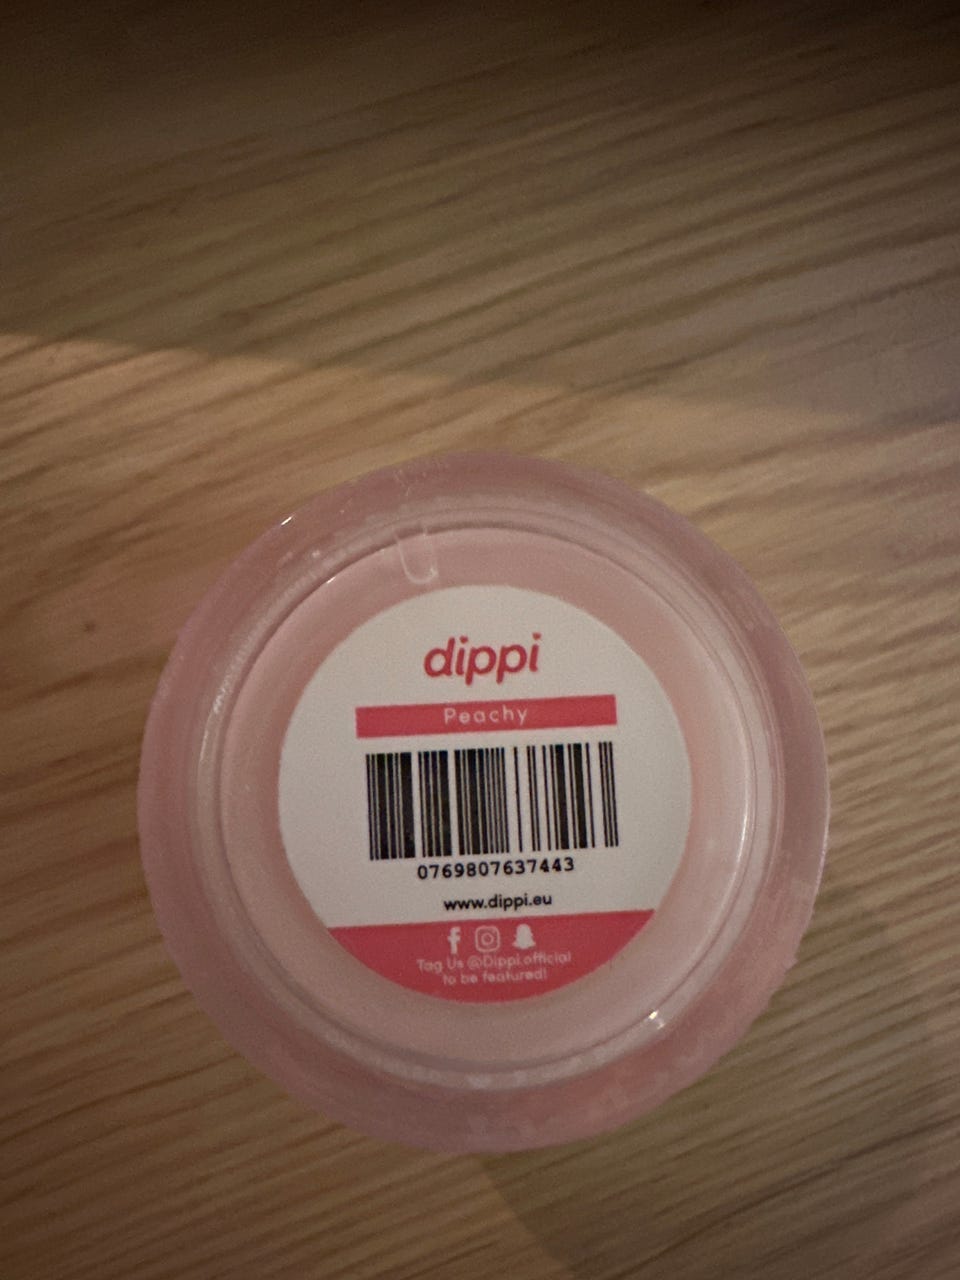 dippi
Peachy
0769807637443
www.dippi.eu
Tag Us @Dippi.official
to be featured!